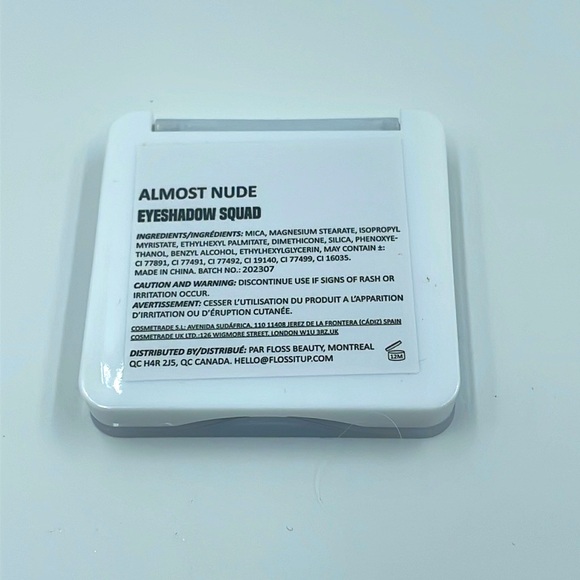 ALMOST NUDE
EYESHADOW SQUAD
INGREDIENTS/INGRÉDIENTS: MICA, MAGNESIUM STEARATE, ISOPROPYL
MYRISTATE, ETHYLHEXYL PALMITATE, DIMETHICONE, SILICA, PHENOXYE-
THANOL, BENZYL ALCOHOL, ETHYLHEXYLGLYCERIN, MAY CONTAIN ±:
CI 77891, CI 77491, CI 77492, CI 19140, CI 77499, CI 16035.
MADE IN CHINA. BATCH NO.: 202307
CAUTION AND WARNING: DISCONTINUE USE IF SIGNS OF RASH OR
IRRITATION OCCUR.
AVERTISSEMENT: CESSER L'UTILISATION DU PRODUIT A L'APPARITION
D'IRRITATION OU D'ÉRUPTION CUTANÉE.
COSMETRADE S.L: AVENIDA SUDÁFRICA, 110 11408 JEREZ DE LA FRONTERA (CÁDIZ) SPAIN
COSMETRADE UK LTD.:126 WIGMORE STREET, LONDON W1U 3RZ.UK
DISTRIBUTED BY/DISTRIBUÉ: PAR FLOSS BEAUTY, MONTREAL
QC H4R 2J5, QC CANADA. HELLO@FLOSSITUP.COM
12M